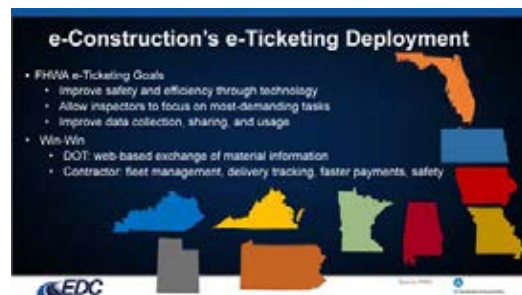 e-Construction's e-Ticketing Deployment
• FHWA e-Ticketing Goals
• Improve safety and efficiency through technology
• Allow inspectors to focus on most-demanding tasks
• Improve data collection, sharing, and usage
• Win-Win
• DOT: web-based exchange of material information
• Contractor: fleet management, delivery tracking, faster payments, safety
EDC